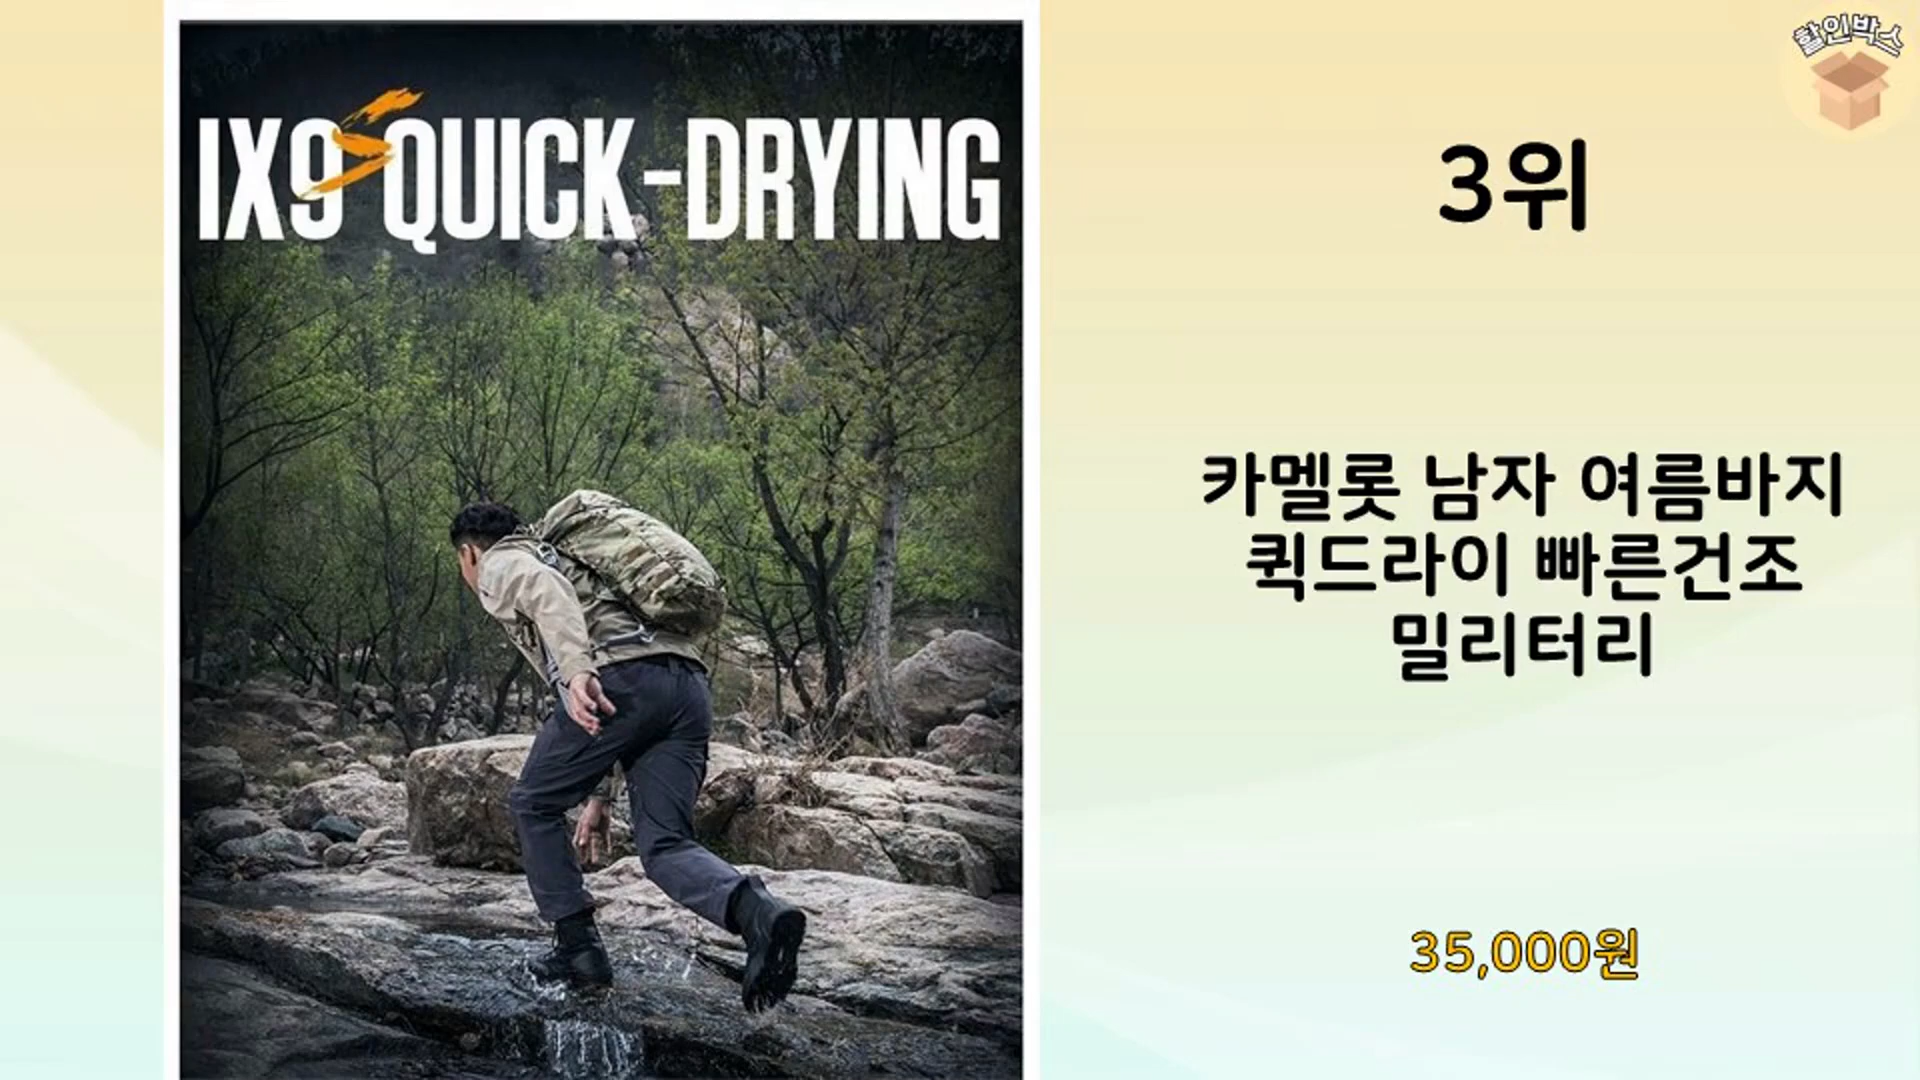 할인박스
IX9 S QUICK-DRYING
3위
카멜롯 남자 여름바지
퀵드라이 빠른건조
밀리터리
35,000원